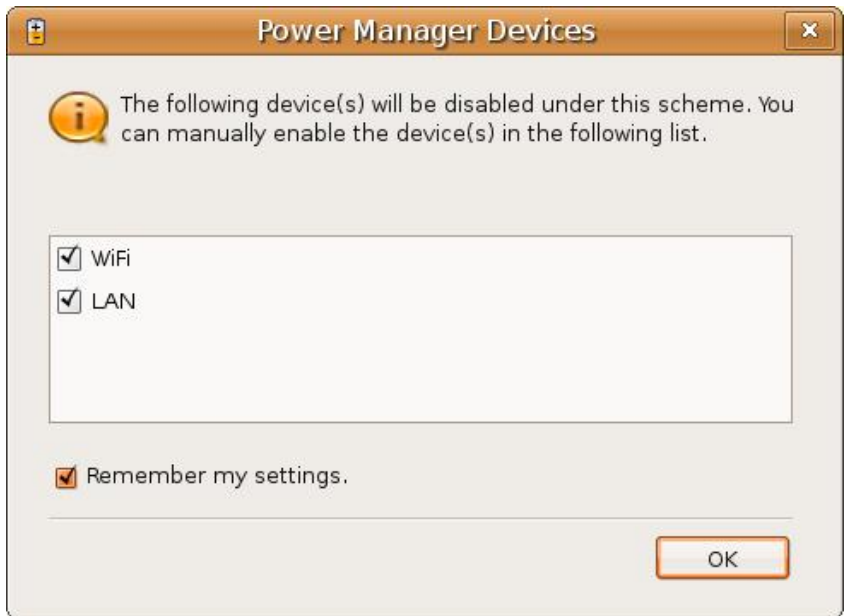 Power Manager Devices
The following device(s) will be disabled under this scheme. You
can manually enable the device(s) in the following list.
WiFi
LAN
Remember my settings.
OK